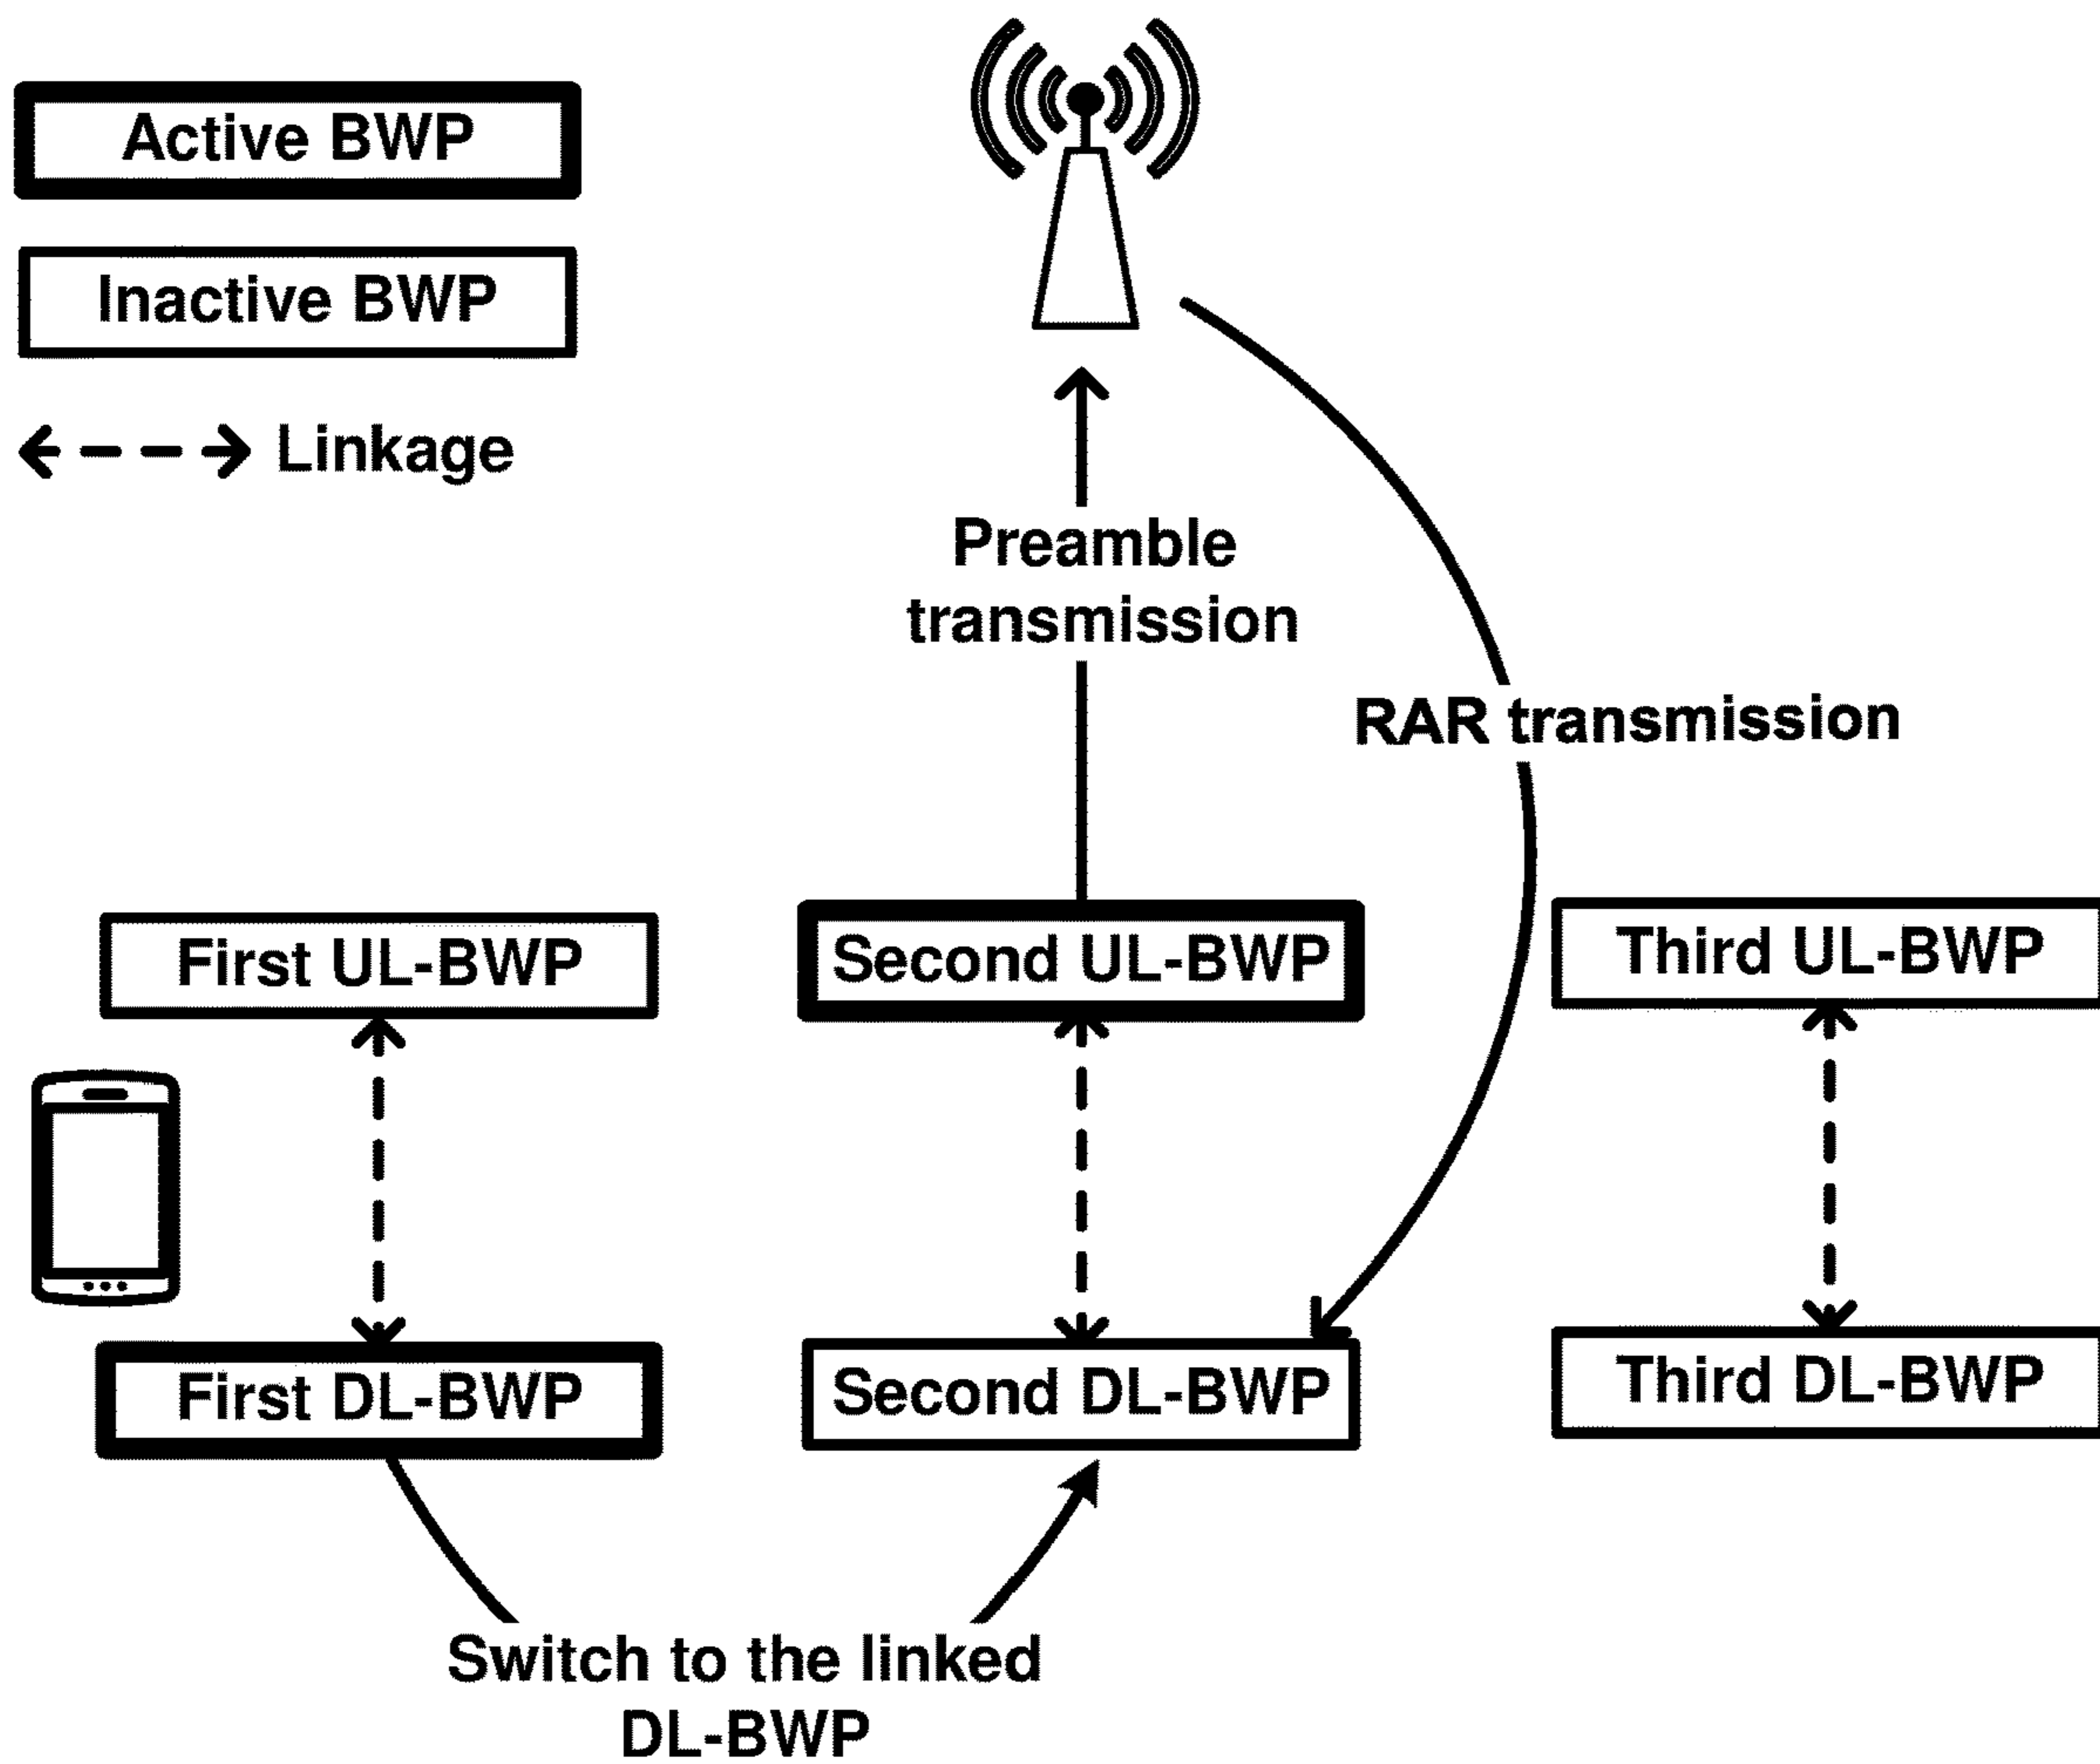 Active BWP
Inactive BWP
Linkage
Preamble
transmission
RAR transmission
First UL-BWP
Second UL-BWP
Third UL-BWP
First DL-BWP
Second DL-BWP
Third DL-BWP
Switch to the linked
DL-BWP